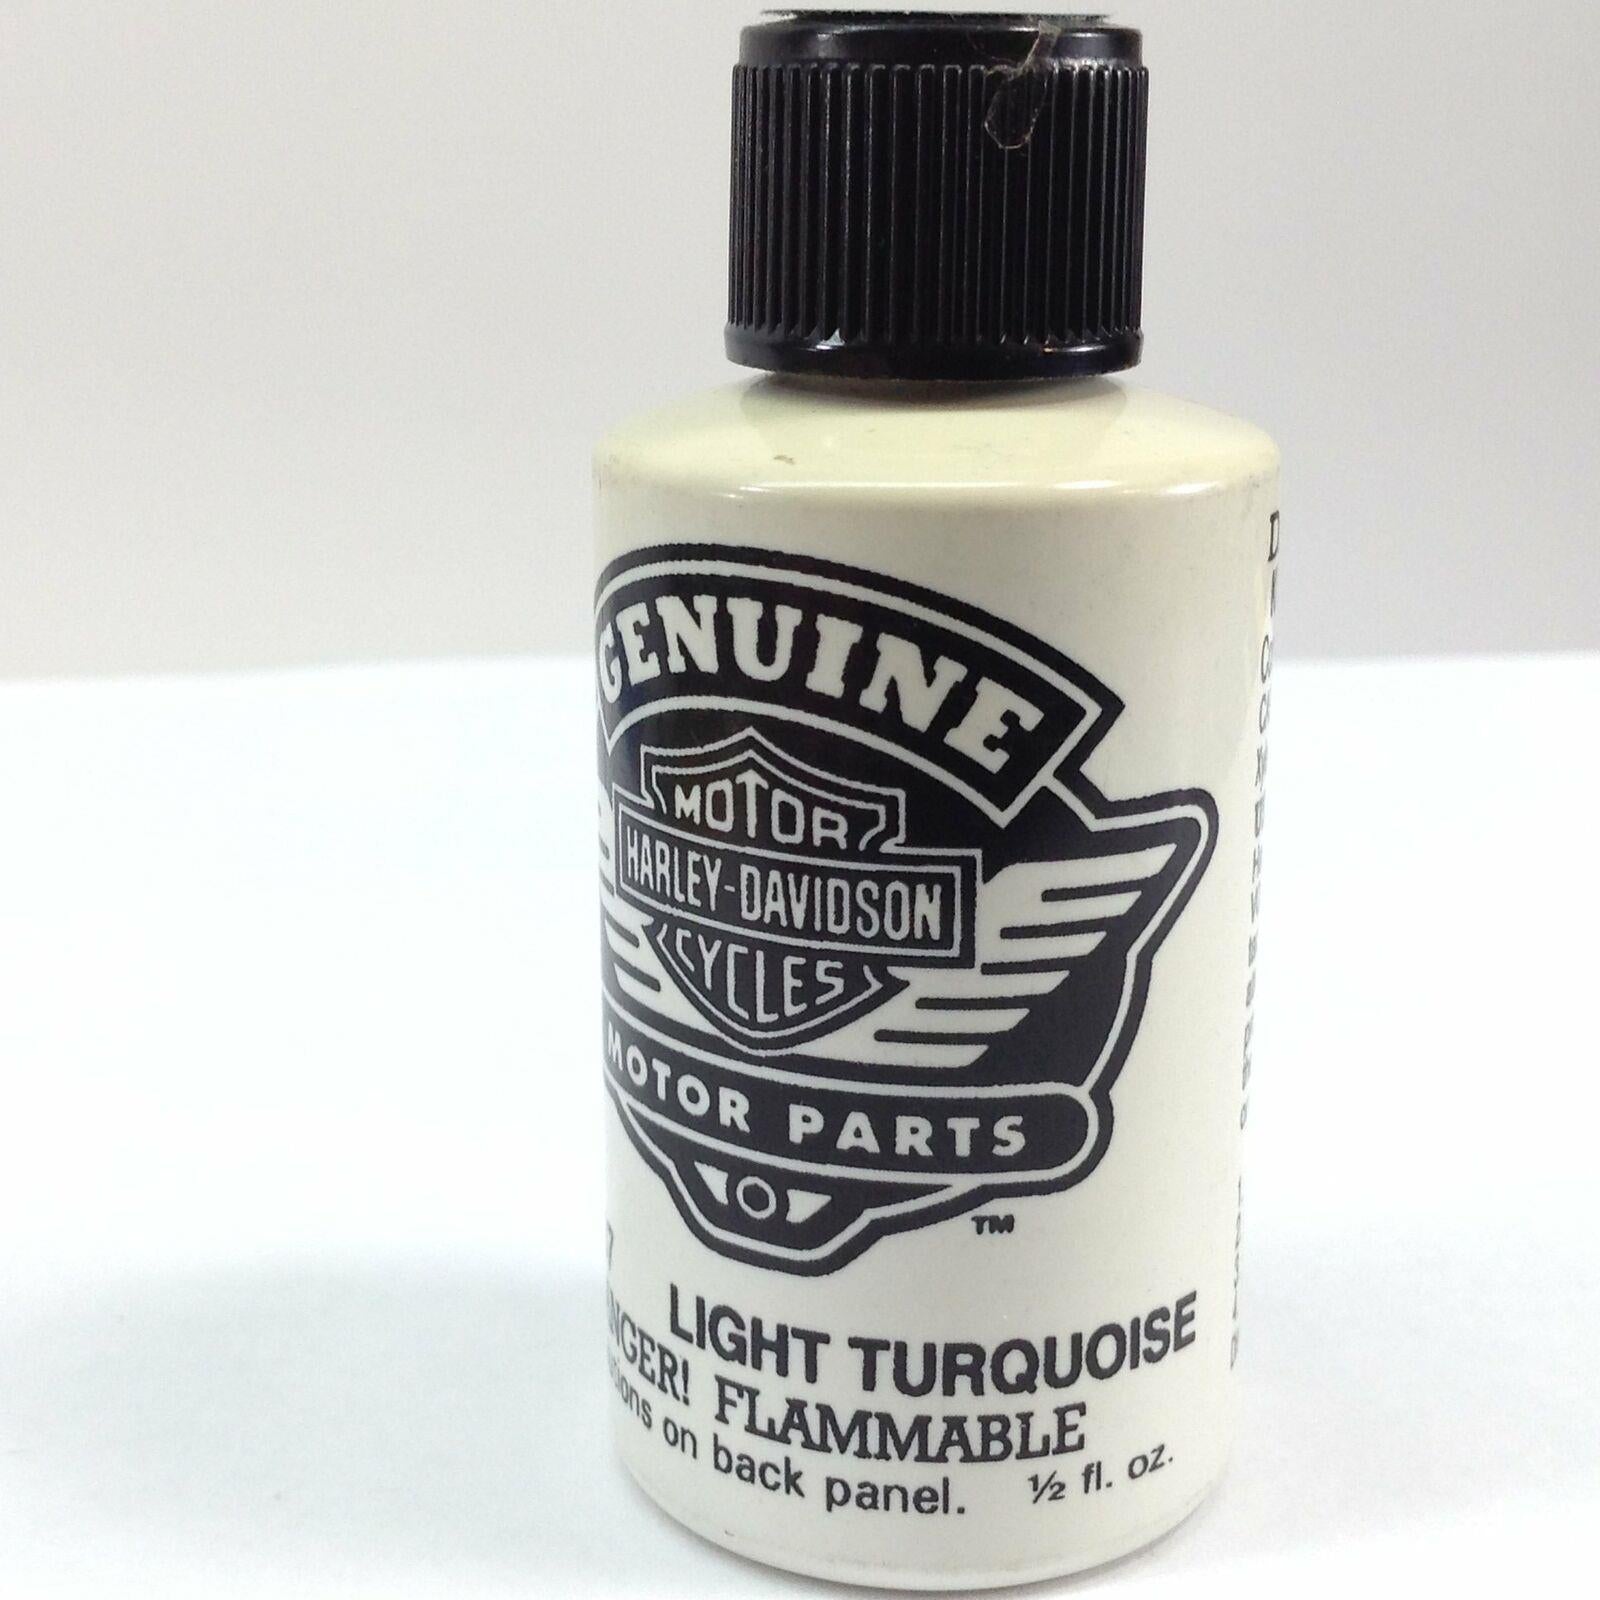 GENUINE
MOTOR
HARLEY-DAVIDSON
CYCLES
MOTOR PARTS
TM
LIGHT TURQUOISE
FLAMMABLE
on back panel. ½ fl. oz.